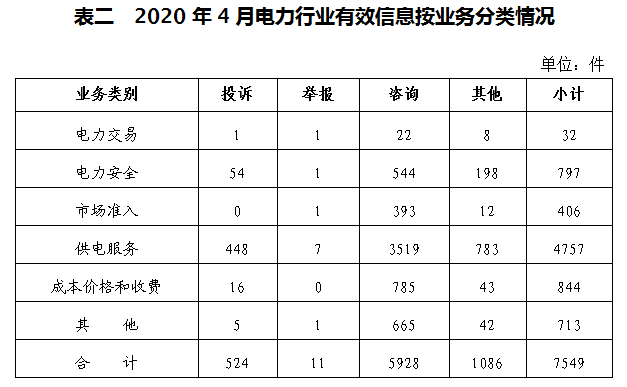 表二 2020 年 4 月电力行业有效信息按业务分类情况
单位：件
业务类别 投诉 举报 咨询 其他 小计
电力交易 1 1 22 8 32
电力安全 54 1 544 198 797
市场准入 0 1 393 12 406
供电服务 448 7 3519 783 4757
成本价格和收费 16 0 785 43 844
其 他 5 1 665 42 713
合 计 524 11 5928 1086 7549